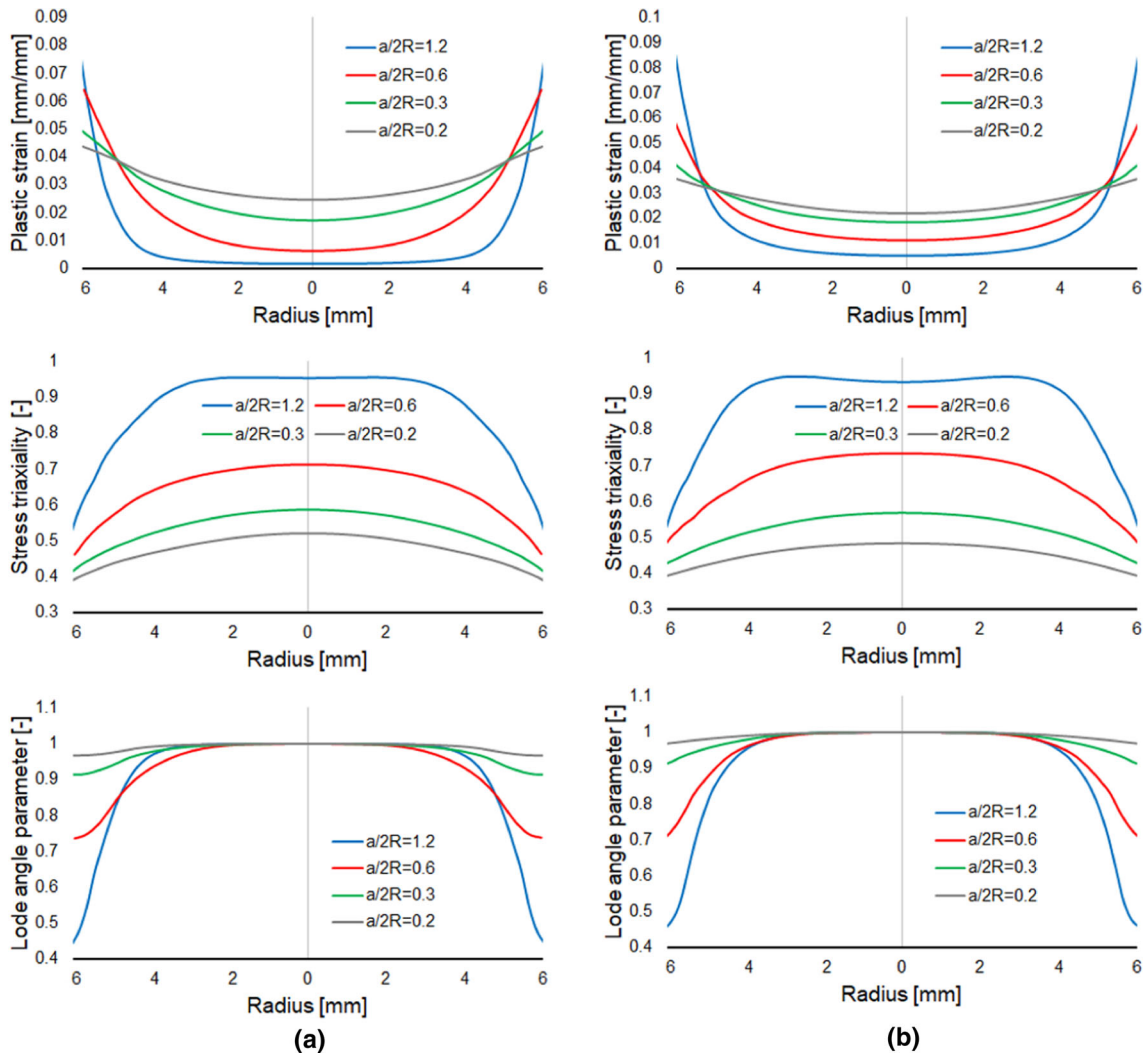 Plastic strain [mm/mm]
0.09
0.08
0.07
0.06
0.05
0.04
0.03
0.02
0.01
0
a/2R=1.2
a/2R=0.6
a/2R=0.3
a/2R=0.2
6 4 2 0 2 4 6
Radius [mm]
Plastic strain [mm/mm]
0.1
0.09
0.08
0.07
0.06
0.05
0.04
0.03
0.02
0.01
0
a/2R=1.2
a/2R=0.6
a/2R=0.3
a/2R=0.2
6 4 2 0 2 4 6
Radius [mm]
Stress triaxiality [-]
1
0.9
0.8
0.7
0.6
0.5
0.4
0.3
a/2R=1.2 a/2R=0.6
a/2R=0.3 a/2R=0.2
6 4 2 0 2 4 6
Radius [mm]
Stress triaxiality [-]
1
0.9
0.8
0.7
0.6
0.5
0.4
0.3
a/2R=1.2 a/2R=0.6
a/2R=0.3 a/2R=0.2
6 4 2 0 2 4 6
Radius [mm]
Lode angle parameter [-]
1.1
1
0.9
0.8
0.7
0.6
0.5
0.4
a/2R=1.2
a/2R=0.6
a/2R=0.3
a/2R=0.2
6 4 2 0 2 4 6
Radius [mm]
(a)
Lode angle parameter [-]
1.1
1
0.9
0.8
0.7
0.6
0.5
0.4
a/2R=1.2
a/2R=0.6
a/2R=0.3
a/2R=0.2
6 4 2 0 2 4 6
Radius [mm]
(b)